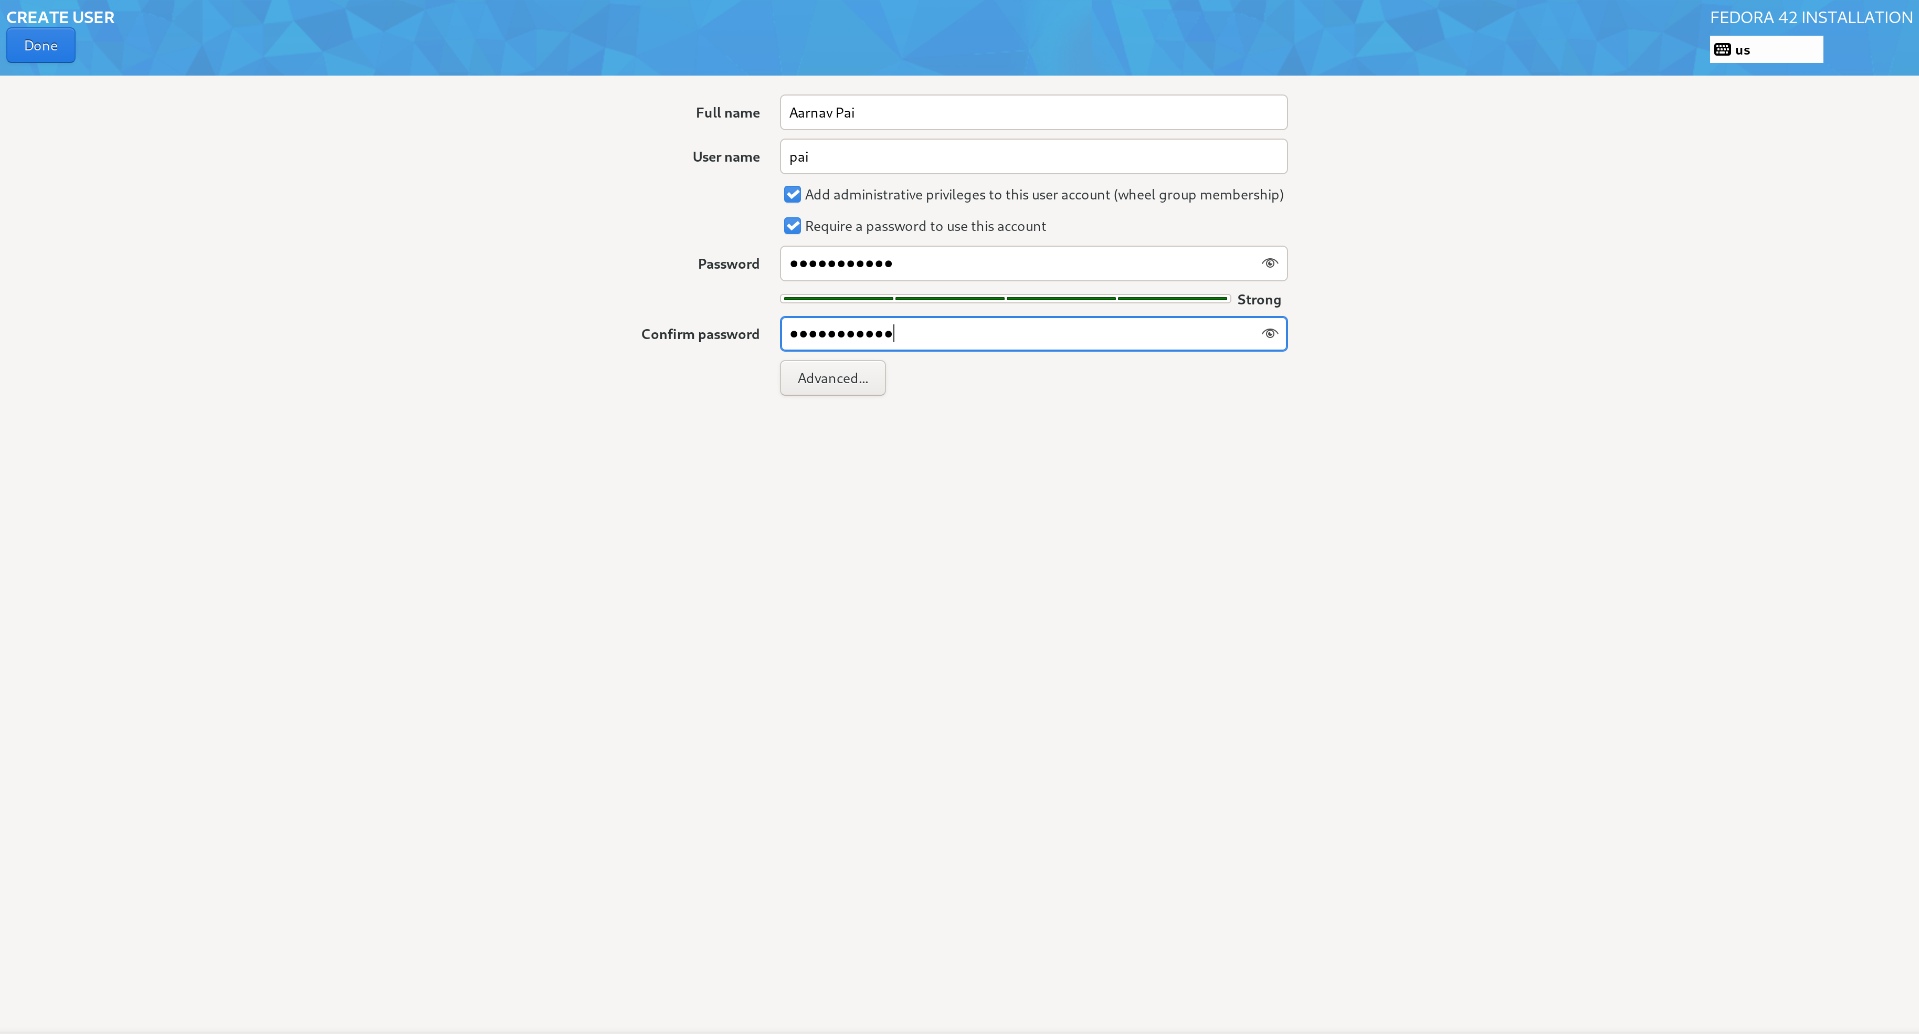 CREATE USER
FEDORA 42 INSTALLATION
Done
us
Full name
Aarnav Pai
User name
pai
Add administrative privileges to this user account (wheel group membership)
Require a password to use this account
Password
●●●●●●●●●●●
Strong
Confirm password
●●●●●●●●●●●
Advanced...